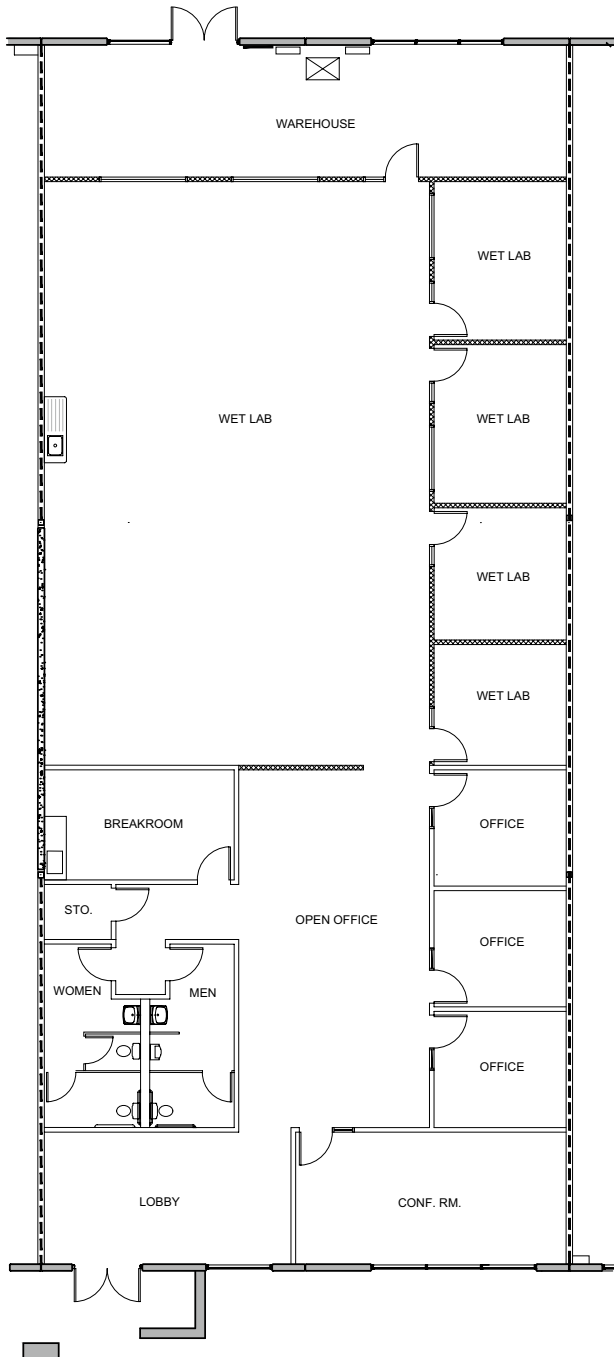 WAREHOUSE
WET LAB
WET LAB
WET LAB
WET LAB
WET LAB
BREAKROOM
OFFICE
STO.
OPEN OFFICE
OFFICE
WOMEN
MEN
OFFICE
LOBBY
CONF. RM.